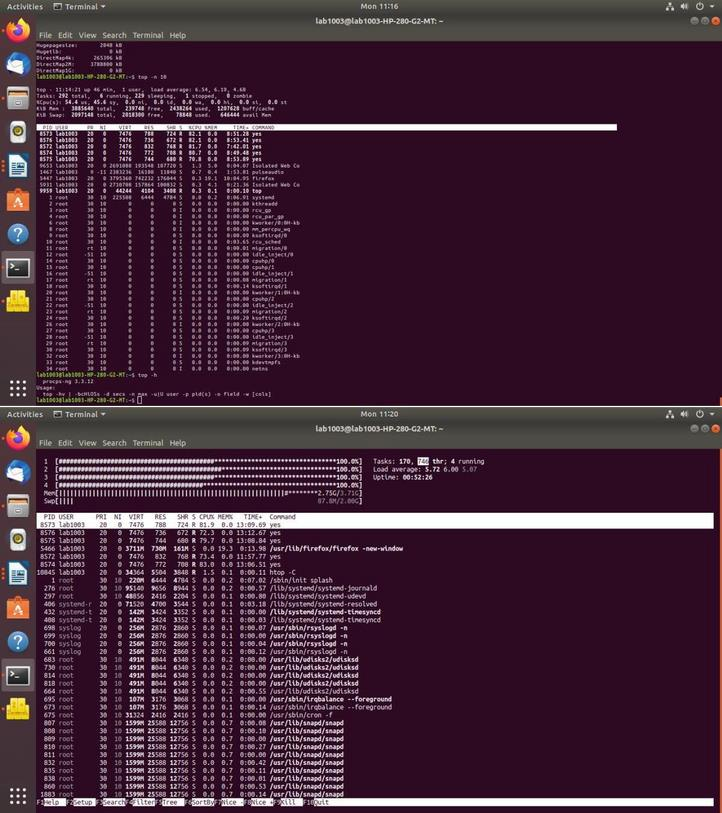 Activities Terminal Mon 11:16
lab1003@lab1003-HP-280-G2-MT: ~
File Edit View Search Terminal Help
Hugepagesize: 2048 kB
Hugetlb: 0 kB
DirectMap4k: 265396 kB
DirectMap2M: 3788800 kB
DirectMap1G: 0 kB
lab1003@lab1003-HP-280-G2-MT:~$ top -n 10
top - 11:14:21 up 46 min, 1 user, load average: 6.54, 6.19, 4.68
Tasks: 292 total, 6 running, 229 sleeping, 1 stopped, 0 zombie
%Cpu(s): 54.4 us, 45.6 sy, 0.0 ni, 0.0 id, 0.0 wa, 0.0 hi, 0.0 si, 0.0 st
KiB Mem : 3885640 total, 239748 free, 2438264 used, 1207628 buff/cache
KiB Swap: 2097148 total, 2018300 free, 78848 used, 646444 avail Mem
PID USER PR NI VIRT RES SHR S %CPU %MEM TIME+ COMMAND
8573 lab1003 20 0 7476 788 724 R 82.1 0.0 8:51.28 yes
8576 lab1003 20 0 7476 736 672 R 82.1 0.0 8:53.41 yes
8572 lab1003 20 0 7476 832 768 R 81.7 0.0 7:42.01 yes
8574 lab1003 20 0 7476 772 708 R 80.7 0.0 8:49.48 yes
8575 lab1003 20 0 7476 744 680 R 70.8 0.0 8:53.89 yes
9653 lab1003 20 0 2691088 193548 107720 S 1.3 5.0 0:04.07 Isolated Web Co
1467 lab1003 9 -11 2383236 16180 11480 S 0.7 0.4 1:53.01 pulseaudio
5447 lab1003 20 0 3795360 742232 176044 S 0.3 19.1 10:04.95 firefox
5931 lab1003 20 0 2710708 157864 100832 S 0.3 4.1 0:21.36 Isolated Web Co
9959 lab1003 20 0 44244 4104 3408 R 0.3 0.1 0:00.10 top
1 root 30 10 225580 6444 4784 S 0.0 0.2 0:06.91 systemd
2 root 30 10 0 0 0 S 0.0 0.0 0:00.00 kthreadd
3 root 30 10 0 0 0 I 0.0 0.0 0:00.00 rcu_gp
4 root 30 10 0 0 0 I 0.0 0.0 0:00.00 rcu_par_gp
6 root 30 10 0 0 0 I 0.0 0.0 0:00.00 kworker/0:0H-kb
8 root 30 10 0 0 0 I 0.0 0.0 0:00.00 mm_percpu_wq
9 root 30 10 0 0 0 S 0.0 0.0 0:00.09 ksoftirqd/0
10 root 30 10 0 0 0 I 0.0 0.0 0:03.65 rcu_sched
11 root rt 10 0 0 0 S 0.0 0.0 0:00.01 migration/0
12 root -51 10 0 0 0 S 0.0 0.0 0:00.00 idle_inject/0
14 root 30 10 0 0 0 S 0.0 0.0 0:00.00 cpuhp/0
15 root 30 10 0 0 0 S 0.0 0.0 0:00.00 cpuhp/1
16 root -51 10 0 0 0 S 0.0 0.0 0:00.00 idle_inject/1
17 root rt 10 0 0 0 S 0.0 0.0 0:00.08 migration/1
18 root 30 10 0 0 0 S 0.0 0.0 0:00.14 ksoftirqd/1
20 root 30 10 0 0 0 I 0.0 0.0 0:00.00 kworker/1:0H-kb
21 root 30 10 0 0 0 S 0.0 0.0 0:00.00 cpuhp/2
22 root -51 10 0 0 0 S 0.0 0.0 0:00.00 idle_inject/2
23 root rt 10 0 0 0 S 0.0 0.0 0:00.09 migration/2
24 root 30 10 0 0 0 S 0.0 0.0 0:00.20 ksoftirqd/2
26 root 30 10 0 0 0 I 0.0 0.0 0:00.00 kworker/2:0H-kb
27 root 30 10 0 0 0 S 0.0 0.0 0:00.00 cpuhp/3
28 root -51 10 0 0 0 S 0.0 0.0 0:00.00 idle_inject/3
29 root rt 10 0 0 0 S 0.0 0.0 0:00.09 migration/3
30 root 30 10 0 0 0 S 0.0 0.0 0:00.09 ksoftirqd/3
32 root 30 10 0 0 0 I 0.0 0.0 0:00.00 kworker/3:0H-kb
33 root 30 10 0 0 0 S 0.0 0.0 0:00.00 kdevtmpfs
34 root 30 10 0 0 0 I 0.0 0.0 0:00.00 netns
lab1003@lab1003-HP-280-G2-MT:~$ top -h
procps-ng 3.3.12
Usage:
top -hv | -bcHiOSs -d secs -n max -u|U user -p pid(s) -o field -w [cols]
lab1003@lab1003-HP-280-G2-MT:~$
Activities Terminal Mon 11:20
lab1003@lab1003-HP-280-G2-MT: ~
File Edit View Search Terminal Help
1 [100.0%] Tasks: 170, 746 thr; 4 running
2 [100.0%] Load average: 5.72 6.00 5.07
3 [100.0%] Uptime: 00:52:26
4 [100.0%]
Mem[2.75G/3.71G]
Swp[87.8M/2.00G]
PID USER PRI NI VIRT RES SHR S CPU% MEM% TIME+ Command
8573 lab1003 20 0 7476 788 724 R 81.9 0.0 13:09.69 yes
8576 lab1003 20 0 7476 736 672 R 72.3 0.0 13:12.67 yes
8575 lab1003 20 0 7476 744 680 R 79.7 0.0 13:08.84 yes
5466 lab1003 20 0 3711M 730M 161M S 0.0 19.3 0:13.98 /usr/lib/firefox/firefox -new-window
8572 lab1003 20 0 7476 832 768 R 73.4 0.0 11:57.77 yes
8574 lab1003 20 0 7476 772 708 R 83.0 0.0 13:06.51 yes
10845 lab1003 20 0 34364 5504 3848 R 1.5 0.1 0:00.11 htop -C
1 root 30 10 220M 6444 4784 S 0.0 0.2 0:07.02 /sbin/init splash
276 root 30 10 95140 9656 8944 S 0.0 0.2 0:00.57 /lib/systemd/systemd-journald
297 root 30 10 48856 2416 2204 S 0.0 0.1 0:00.80 /lib/systemd/systemd-udevd
406 systemd-r 20 0 71520 4700 3544 S 0.0 0.1 0:03.18 /lib/systemd/systemd-resolved
432 systemd-t 20 0 142M 3424 3352 S 0.0 0.1 0:00.00 /lib/systemd/systemd-timesyncd
408 systemd-t 20 0 142M 3424 3352 S 0.0 0.1 0:00.03 /lib/systemd/systemd-timesyncd
698 syslog 20 0 256M 2876 2860 S 0.0 0.1 0:00.07 /usr/sbin/rsyslogd -n
699 syslog 20 0 256M 2876 2860 S 0.0 0.1 0:00.00 /usr/sbin/rsyslogd -n
700 syslog 20 0 256M 2876 2860 S 0.0 0.1 0:00.04 /usr/sbin/rsyslogd -n
661 syslog 20 0 256M 2876 2860 S 0.0 0.1 0:00.12 /usr/sbin/rsyslogd -n
683 root 30 10 491M 8044 6340 S 0.0 0.2 0:00.00 /usr/lib/udisks2/udisksd
730 root 30 10 491M 8044 6340 S 0.0 0.2 0:00.00 /usr/lib/udisks2/udisksd
814 root 30 10 491M 8044 6340 S 0.0 0.2 0:00.00 /usr/lib/udisks2/udisksd
818 root 30 10 491M 8044 6340 S 0.0 0.2 0:00.00 /usr/lib/udisks2/udisksd
664 root 30 10 491M 8044 6340 S 0.0 0.2 0:00.55 /usr/lib/udisks2/udisksd
695 root 30 10 107M 3176 3068 S 0.0 0.1 0:00.00 /usr/sbin/irqbalance --foreground
673 root 30 10 107M 3176 3068 S 0.0 0.1 0:00.14 /usr/sbin/irqbalance --foreground
675 root 30 10 31324 2416 2416 S 0.0 0.1 0:00.00 /usr/sbin/cron -f
807 root 30 10 1599M 25588 12756 S 0.0 0.7 0:00.08 /usr/lib/snapd/snapd
808 root 30 10 1599M 25588 12756 S 0.0 0.7 0:00.10 /usr/lib/snapd/snapd
809 root 30 10 1599M 25588 12756 S 0.0 0.7 0:00.00 /usr/lib/snapd/snapd
810 root 30 10 1599M 25588 12756 S 0.0 0.7 0:00.27 /usr/lib/snapd/snapd
811 root 30 10 1599M 25588 12756 S 0.0 0.7 0:00.00 /usr/lib/snapd/snapd
832 root 30 10 1599M 25588 12756 S 0.0 0.7 0:00.42 /usr/lib/snapd/snapd
835 root 30 10 1599M 25588 12756 S 0.0 0.7 0:00.11 /usr/lib/snapd/snapd
838 root 30 10 1599M 25588 12756 S 0.0 0.7 0:00.01 /usr/lib/snapd/snapd
860 root 30 10 1599M 25588 12756 S 0.0 0.7 0:00.53 /usr/lib/snapd/snapd
1883 root 30 10 1599M 25588 12756 S 0.0 0.7 0:00.14 /usr/lib/snapd/snapd
F1Help F2Setup F3SearchF4FilterF5Tree F6SortByF7Nice -F8Nice +F9Kill F10Quit